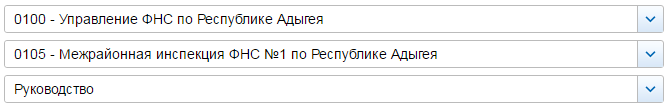 0100 - Управление ФНС по Республике Адыгея
0105 - Межрайонная инспекция ФНС №1 по Республике Адыгея
Руководство